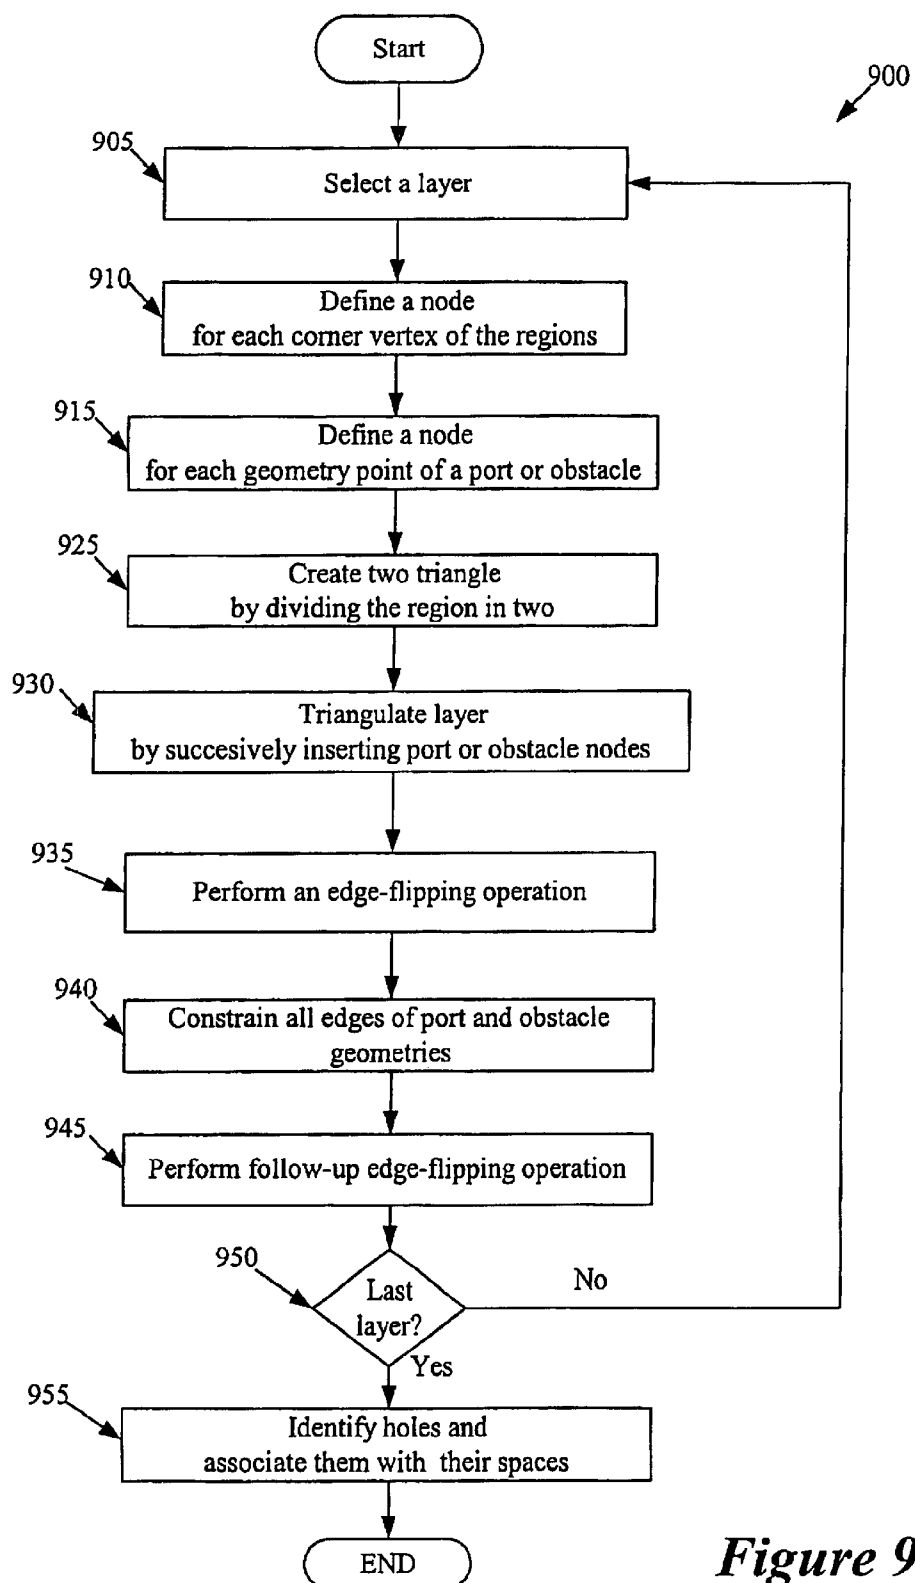 Start
900
905
Select a layer
910
Define a node
for each corner vertex of the regions
915
Define a node
for each geometry point of a port or obstacle
925
Create two triangle
by dividing the region in two
930
Triangulate layer
by succesively inserting port or obstacle nodes
935
Perform an edge-flipping operation
940
Constrain all edges of port and obstacle
geometries
945
Perform follow-up edge-flipping operation
950
Last
layer?
No
Yes
955
Identify holes and
associate them with their spaces
END
Figure 9